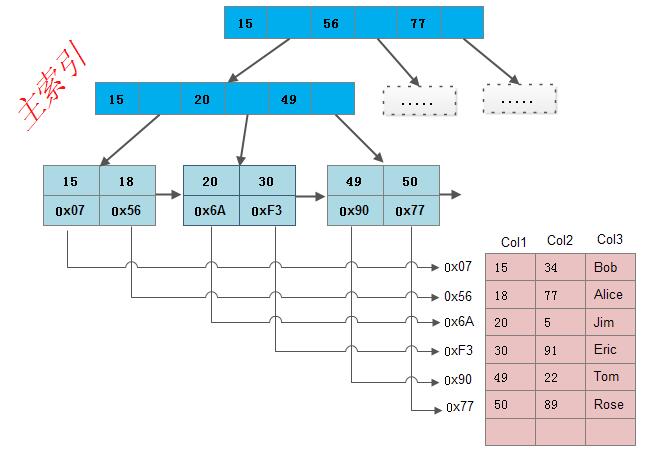 15 56 77
主索引
15 20 49
.....
.....
15 18 20 30 49 50
0x07 0x56 0x6A 0xF3 0x90 0x77
Col1 Col2 Col3
0x07 15 34 Bob
0x56 18 77 Alice
0x6A 20 5 Jim
0xF3 30 91 Eric
0x90 49 22 Tom
0x77 50 89 Rose